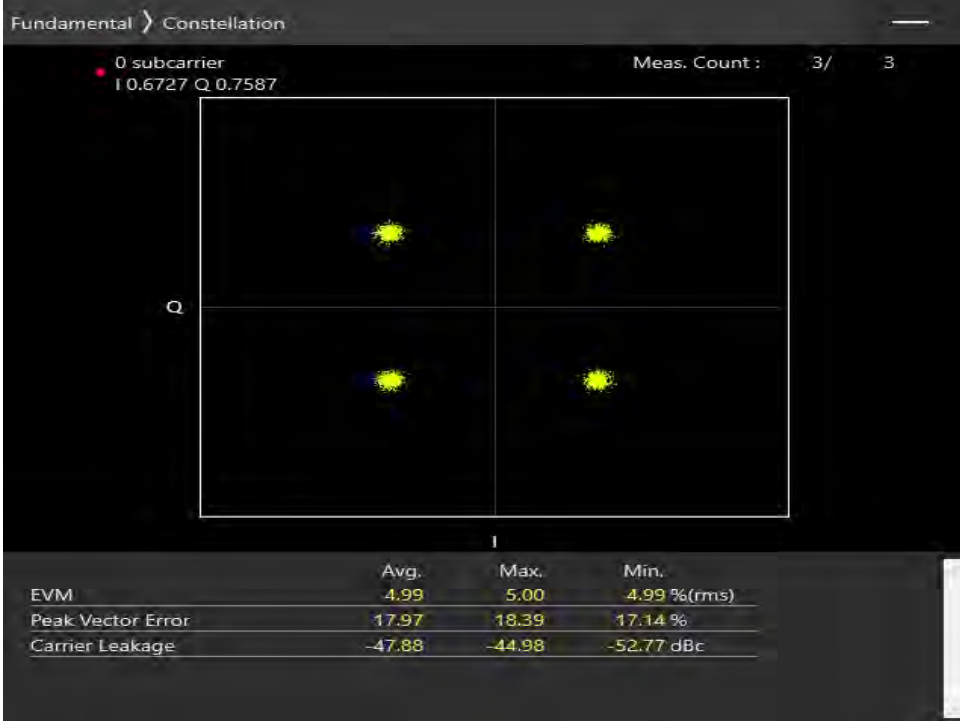 Fundamental 〉 Constellation
0 subcarrier Meas. Count : 3/ 3
I 0.6727 Q 0.7587
Q
I
Avg. Max. Min.
EVM 4.99 5.00 4.99 %(rms)
Peak Vector Error 17.97 18.39 17.14 %
Carrier Leakage -47.88 -44.98 -52.77 dBc